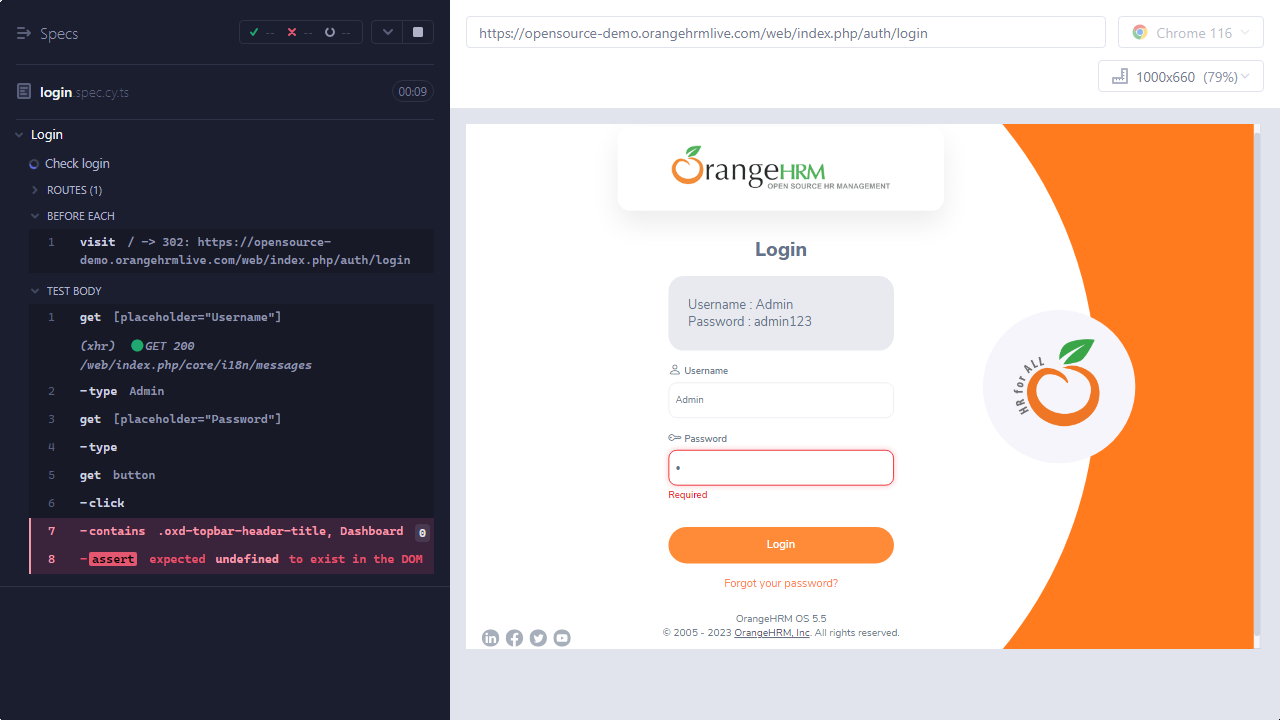 Specs
-- -- --
login.spec.cy.ts 00:09
Login
Check login
ROUTES (1)
BEFORE EACH
1 visit / -> 302: https://opensource-
demo.orangehrmlive.com/web/index.php/auth/login
TEST BODY
1 get [placeholder="Username"]
(xhr) GET 200
/web/index.php/core/i18n/messages
2 -type Admin
3 get [placeholder="Password"]
4 -type
5 get button
6 -click
7 -contains .oxd-topbar-header-title, Dashboard 0
8 -assert expected undefined to exist in the DOM
https://opensource-demo.orangehrmlive.com/web/index.php/auth/login
Chrome 116
1000x660 (79%)
OrangeHRM
OPEN SOURCE HR MANAGEMENT
Login
Username : Admin
Password : admin123
Username
Admin
Password
•
Required
Login
Forgot your password?
OrangeHRM OS 5.5
© 2005 - 2023 OrangeHRM, Inc. All rights reserved.
HR for ALL